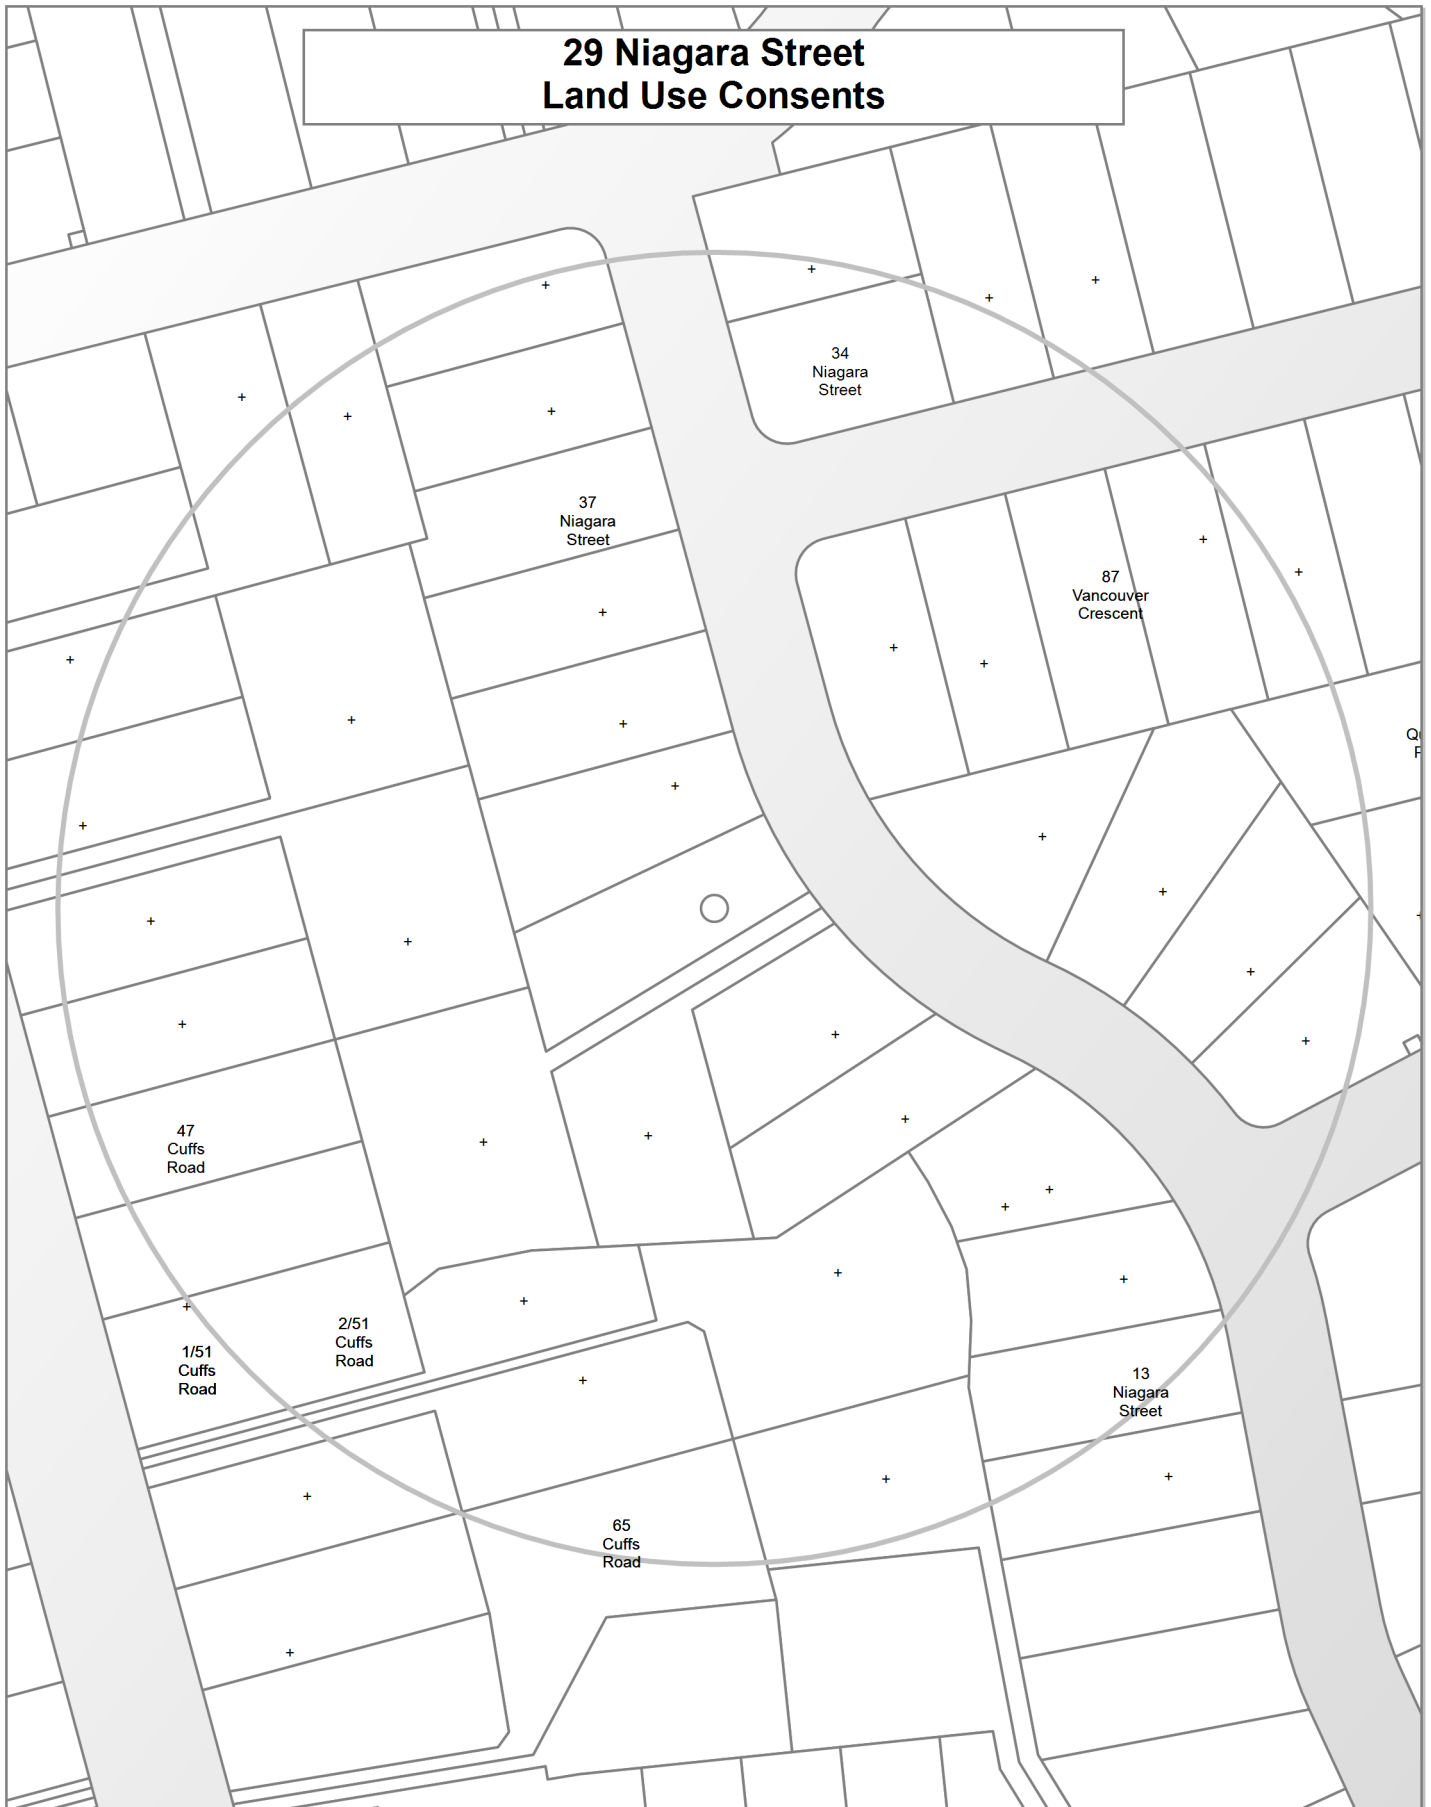 29 Niagara Street
Land Use Consents
34
Niagara
Street
37
Niagara
Street
87
Vancouver
Crescent
47
Cuffs
Road
2/51
Cuffs
Road
1/51
Cuffs
Road
13
Niagara
Street
65
Cuffs
Road